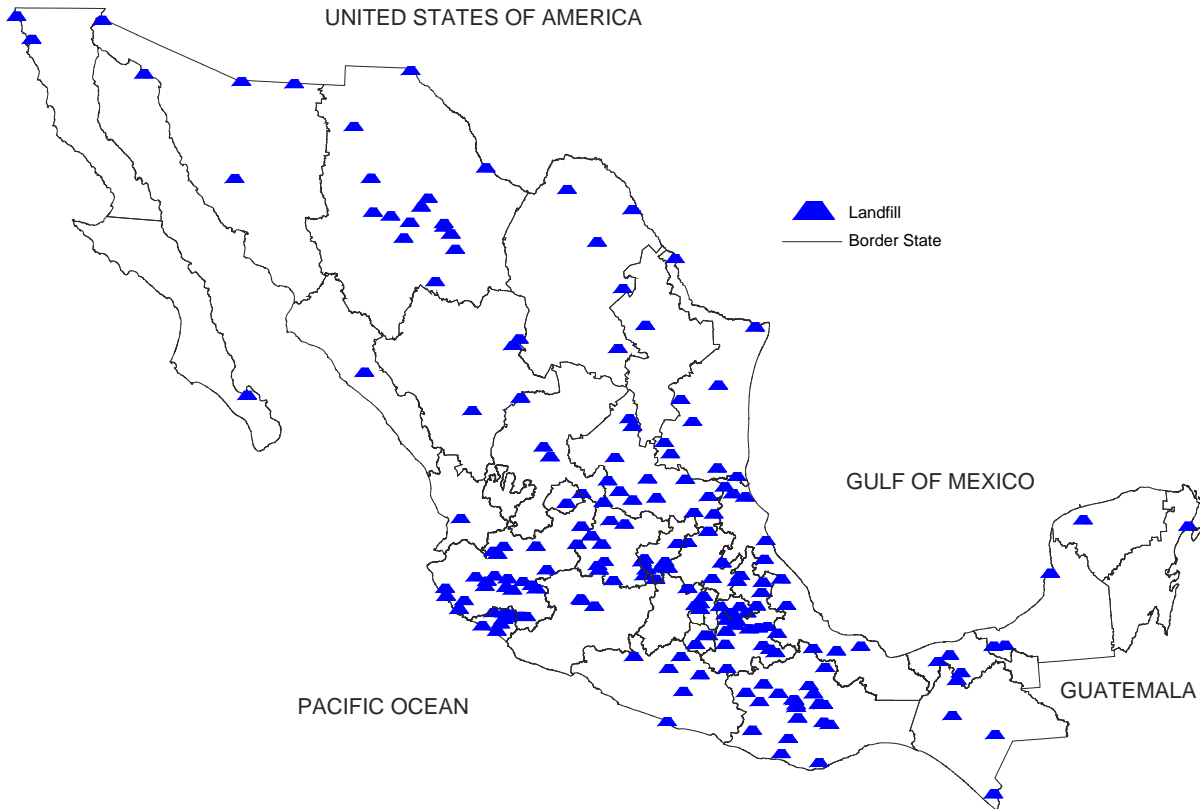 UNITED STATES OF AMERICA
Landfill
Border State
GULF OF MEXICO
GUATEMALA
PACIFIC OCEAN